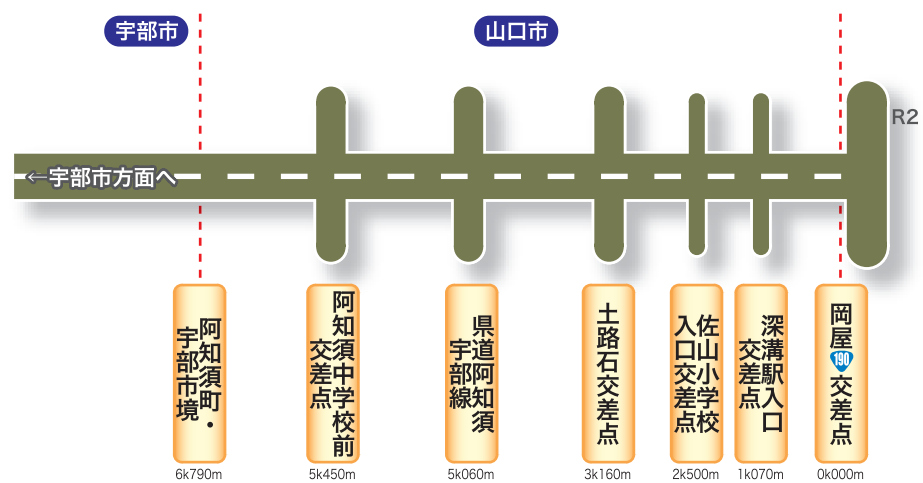 宇部市
山口市
R2
←宇部市方面へ
阿知須町・
宇部市境
6k790m
阿知須中学校前
交差点
5k450m
県道阿知須
宇部線
5k060m
土路石交差点
3k160m
佐山小学校
入口交差点
2k500m
深溝駅入口
交差点
1k070m
岡屋190交差点
0k000m